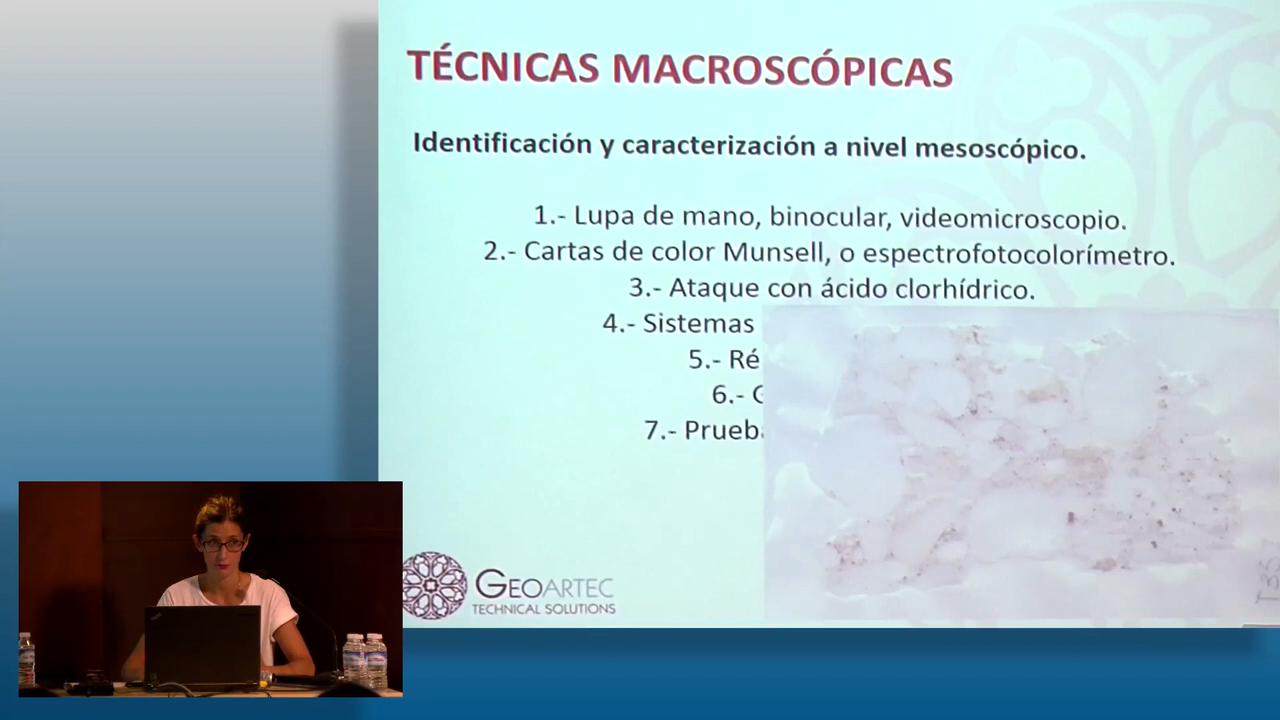 TÉCNICAS MACROSCÓPICAS
Identificación y caracterización a nivel mesoscópico.
1.- Lupa de mano, binocular, videomicroscopio.
2.- Cartas de color Munsell, o espectrofotocolorímetro.
3.- Ataque con ácido clorhídrico.
4.- Sistemas
5.- Ré
6.-
7.- Prueb
GEOARTEC
TECHNICAL SOLUTIONS